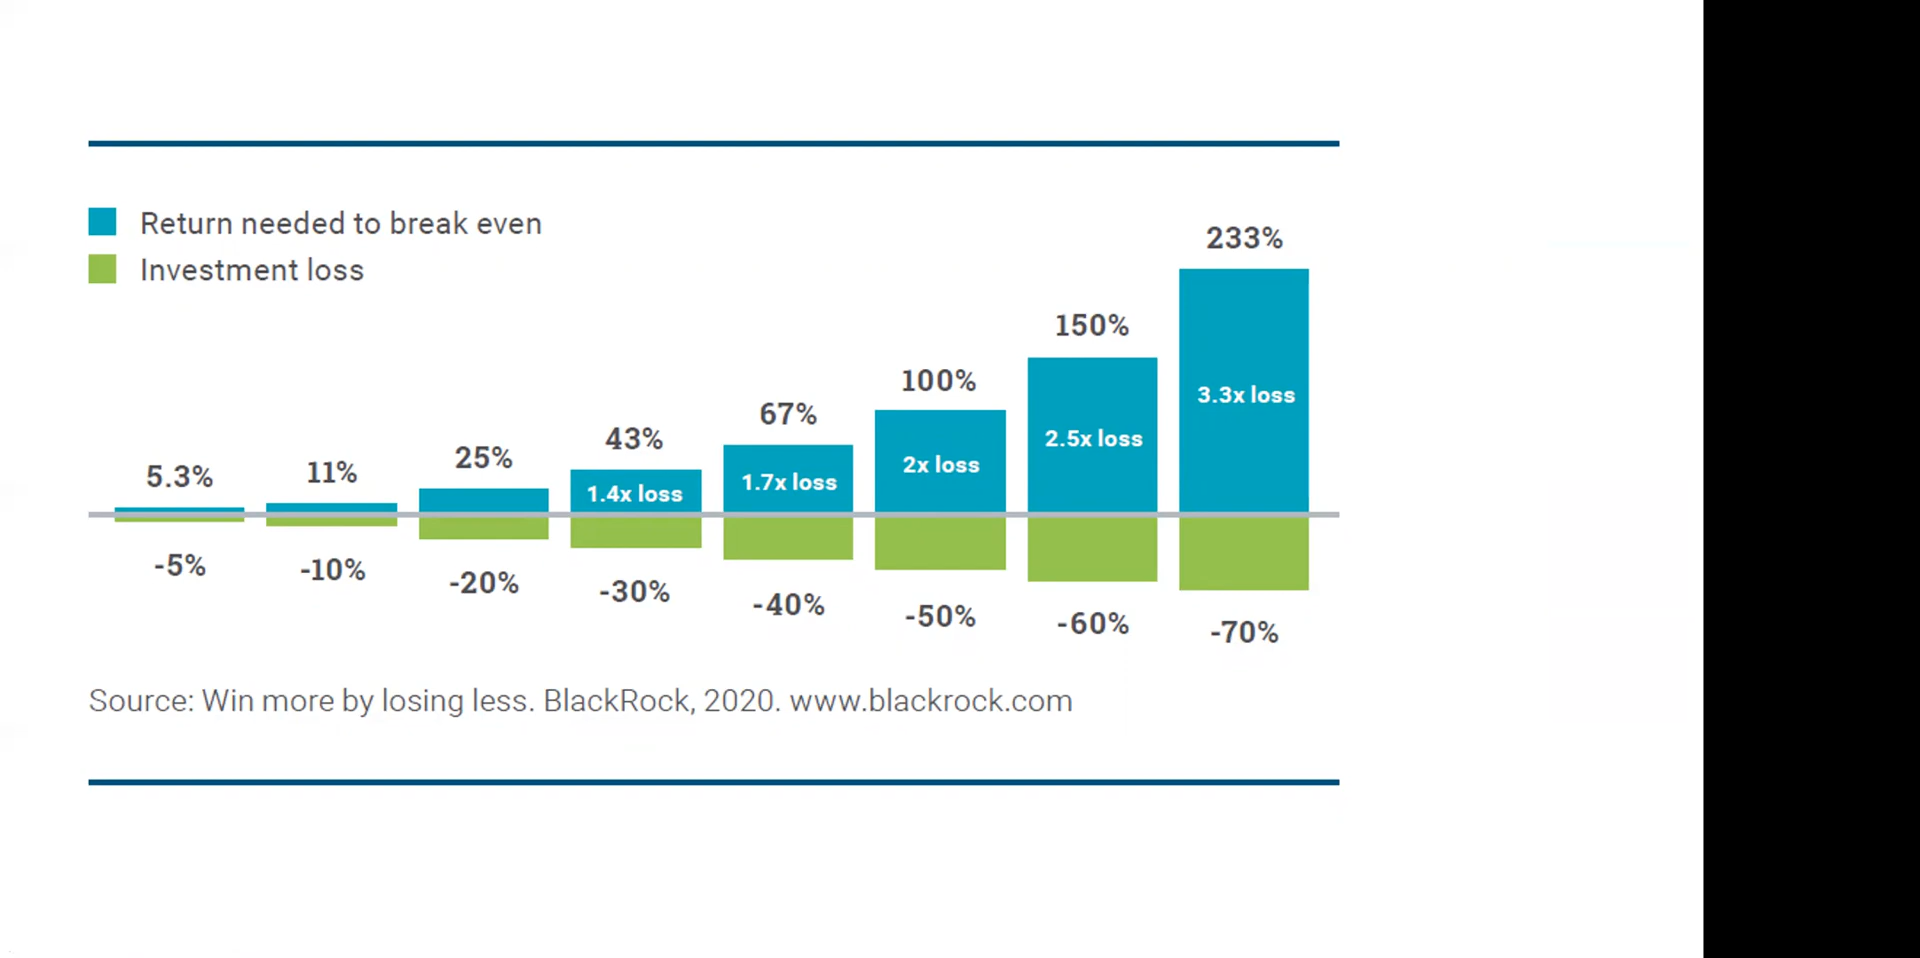 Return needed to break even
Investment loss
5.3%
11%
25%
43%
67%
100%
150%
233%
1.4x loss
1.7x loss
2x loss
2.5x loss
3.3x loss
-5%
-10%
-20%
-30%
-40%
-50%
-60%
-70%
Source: Win more by losing less. BlackRock, 2020. www.blackrock.com